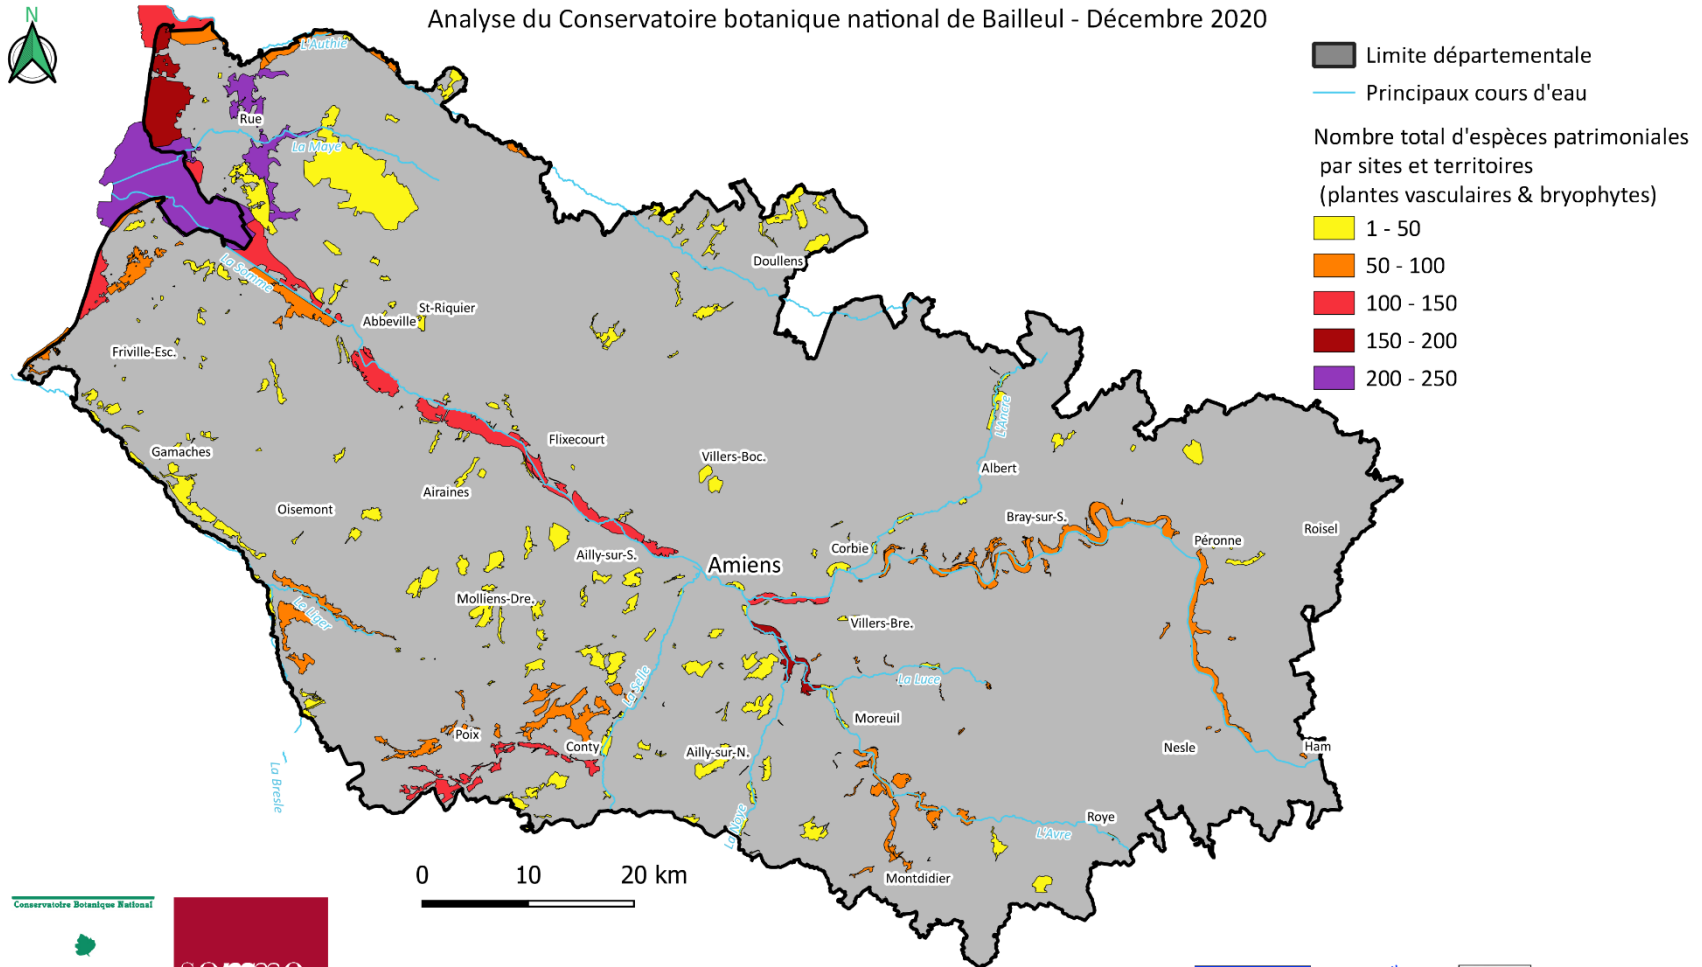 Analyse du Conservatoire botanique national de Bailleul - Décembre 2020
N
Limite départementale
Principaux cours d'eau
Nombre total d'espèces patrimoniales
par sites et territoires
(plantes vasculaires & bryophytes)
1 - 50
50 - 100
100 - 150
150 - 200
200 - 250
L'Authie
Rue
La Maye
Doullens
La Somme
St-Riquier
Abbeville
Friville-Esc.
L'Ancre
Flixecourt
Gamaches
Villers-Boc.
Albert
Airaines
Oisemont
Bray-sur-S.
Roisel
Péronne
Corbie
Ailly-sur-S.
Amiens
Molliens-Dre.
Le Liger
Villers-Bre.
La Luce
La Selle
Moreuil
Poix
Conty
Ailly-sur-N.
Nesle
Ham
La Bresle
La Noye
Roye
L'Avre
Montdidier
0 10 20 km
Conservatoire Botanique National